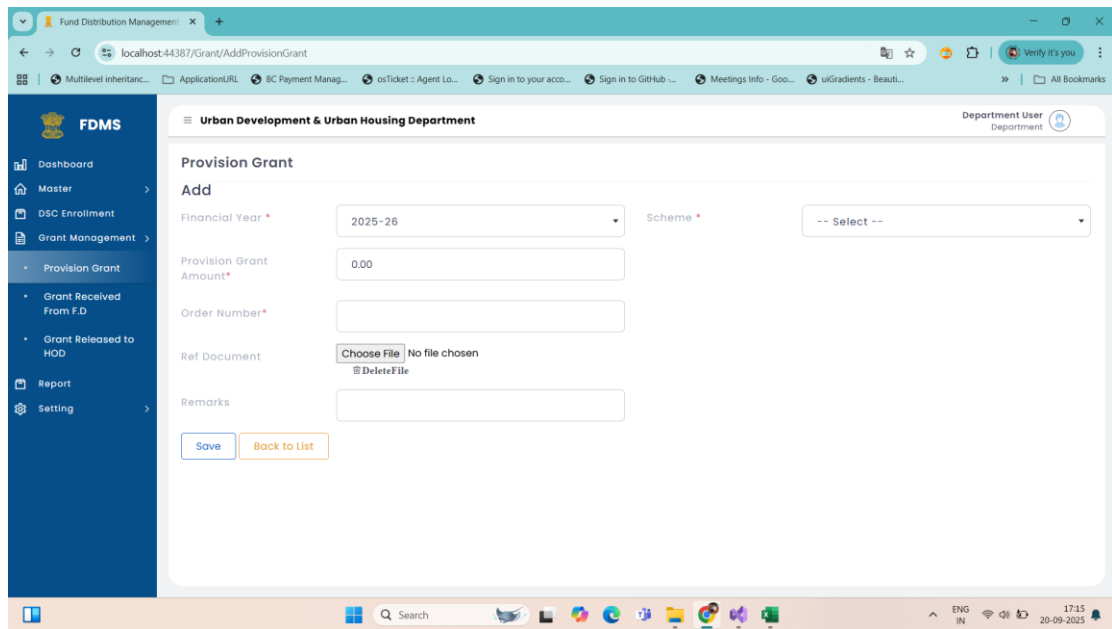 Fund Distribution Management
localhost:44387/Grant/AddProvisionGrant
Verify it's you
Multilevel inheritanc...
ApplicationURL
BC Payment Manag...
osTicket :: Agent Lo...
Sign in to your acco...
Sign in to GitHub ·...
Meetings Info - Goo...
uiGradients - Beauti...
»
All Bookmarks
FDMS
Urban Development & Urban Housing Department
Department User
Department
Dashboard
Master
DSC Enrollment
Grant Management
Provision Grant
Grant Received
From F.D
Grant Released to
HOD
Report
Setting
Provision Grant
Add
Financial Year *
2025-26
Scheme *
-- Select --
Provision Grant
Amount*
0.00
Order Number*
Ref Document
Choose File No file chosen
DeleteFile
Remarks
Save
Back to List
Search
ENG
IN
17:15
20-09-2025